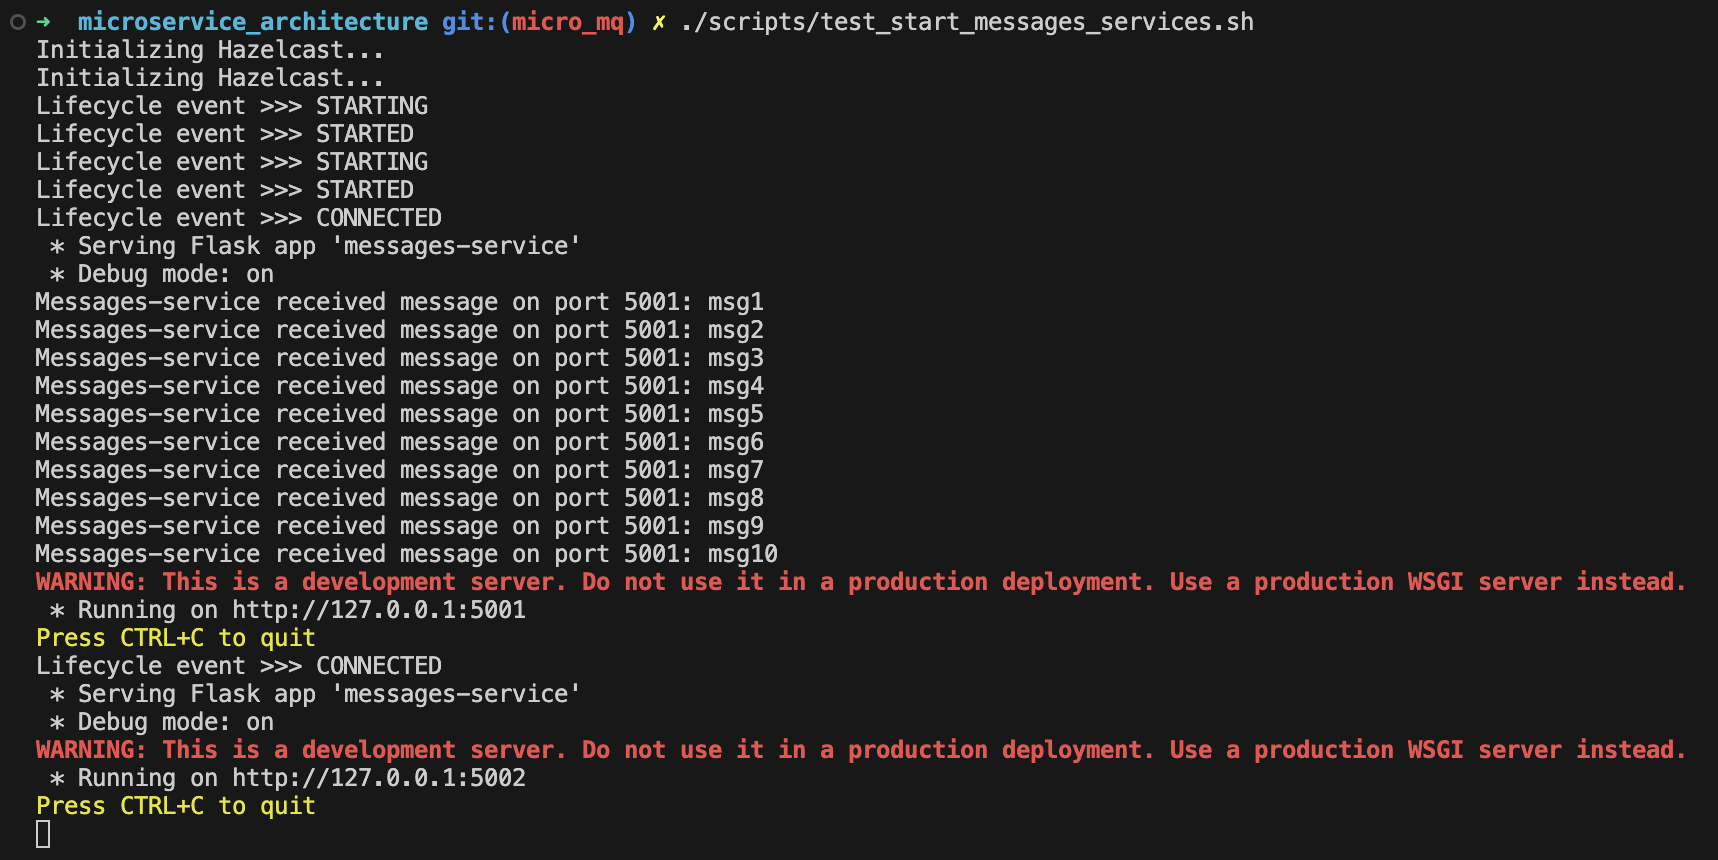 ➜  microservice_architecture git:(micro_mq) ✗ ./scripts/test_start_messages_services.sh
Initializing Hazelcast...
Initializing Hazelcast...
Lifecycle event >>> STARTING
Lifecycle event >>> STARTED
Lifecycle event >>> STARTING
Lifecycle event >>> STARTED
Lifecycle event >>> CONNECTED
 * Serving Flask app 'messages-service'
 * Debug mode: on
Messages-service received message on port 5001: msg1
Messages-service received message on port 5001: msg2
Messages-service received message on port 5001: msg3
Messages-service received message on port 5001: msg4
Messages-service received message on port 5001: msg5
Messages-service received message on port 5001: msg6
Messages-service received message on port 5001: msg7
Messages-service received message on port 5001: msg8
Messages-service received message on port 5001: msg9
Messages-service received message on port 5001: msg10
WARNING: This is a development server. Do not use it in a production deployment. Use a production WSGI server instead.
 * Running on http://127.0.0.1:5001
Press CTRL+C to quit
Lifecycle event >>> CONNECTED
 * Serving Flask app 'messages-service'
 * Debug mode: on
WARNING: This is a development server. Do not use it in a production deployment. Use a production WSGI server instead.
 * Running on http://127.0.0.1:5002
Press CTRL+C to quit